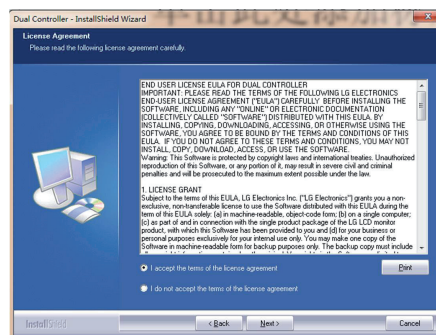 单击此处添加标
Dual Controller - InstallShield Wizard
License Agreement
Please read the following license agreement carefully.
END USER LICENSE EULA FOR DUAL CONTROLLER
IMPORTANT: PLEASE READ THE TERMS OF THE FOLLOWING LG ELECTRONICS
END-USER LICENSE AGREEMENT ("EULA") CAREFULLY BEFORE INSTALLING THE
SOFTWARE, INCLUDING ANY "ONLINE" OR ELECTRONIC DOCUMENTATION
(COLLECTIVELY CALLED "SOFTWARE") DISTRIBUTED WITH THIS EULA. BY
INSTALLING, COPYING, DOWNLOADING, ACCESSING, OR OTHERWISE USING THE
SOFTWARE, YOU AGREE TO BE BOUND BY THE TERMS AND CONDITIONS OF THIS
EULA. IF YOU DO NOT AGREE TO THESE TERMS AND CONDITIONS, YOU MAY NOT
INSTALL, COPY, DOWNLOAD, ACCESS, OR USE THE SOFTWARE.
Warning: This Software is protected by copyright laws and international treaties. Unauthorized
reproduction of this Software, or any portion of it, may result in severe civil and criminal
penalties and will be prosecuted to the maximum extent possible under the law.
1. LICENSE GRANT
Subject to the terms of this EULA, LG Electronics Inc. ("LG Electronics") grants you a non-
exclusive, non-transferable license to use the Software distributed with this EULA during the
term of this EULA solely: (a) in machine-readable, object-code form; (b) on a single computer;
(c) as part of and in connection with the single product package of the LG LCD monitor
product, with which this Software has been provided to you and (d) for your business or
personal purposes exclusively for your internal use only. You may make one copy of the
Software in machine-readable form for backup purposes only. The backup copy must include
I accept the terms of the license agreement
Print
I do not accept the terms of the license agreement
InstallShield
< Back
Next >
Cancel